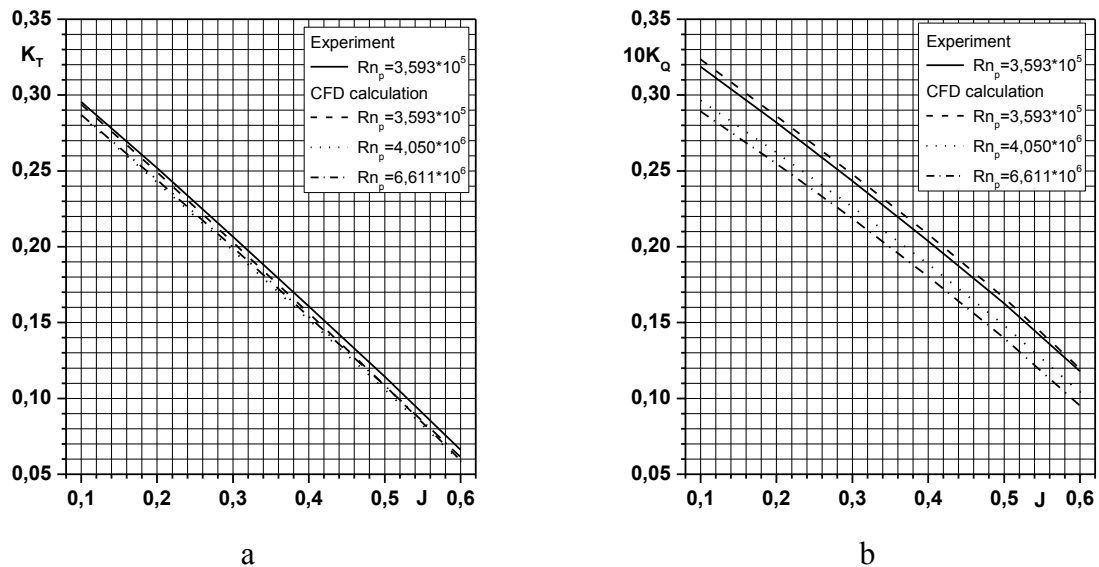 0,35
K_T
0,30
0,25
0,20
0,15
0,10
0,05
0,1 0,2 0,3 0,4 0,5 J 0,6
Experiment
Rn_p=3,593*10^5
CFD calculation
Rn_p=3,593*10^5
Rn_p=4,050*10^6
Rn_p=6,611*10^6
a
0,35
10K_Q
0,30
0,25
0,20
0,15
0,10
0,05
0,1 0,2 0,3 0,4 0,5 J 0,6
Experiment
Rn_p=3,593*10^5
CFD calculation
Rn_p=3,593*10^5
Rn_p=4,050*10^6
Rn_p=6,611*10^6
b